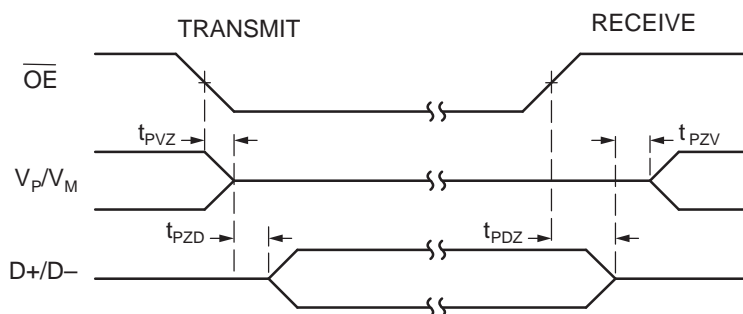 TRANSMIT
RECEIVE
OE
tPVZ
tPZV
VP/VM
tPZD
tPDZ
D+/D–